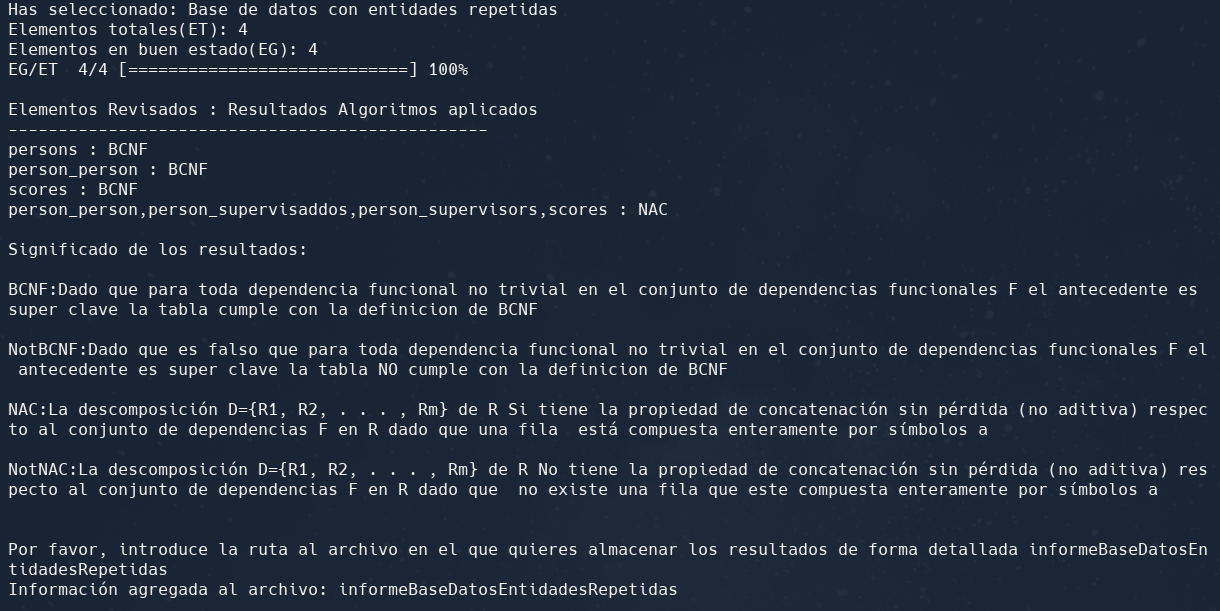 Has seleccionado: Base de datos con entidades repetidas
Elementos totales(ET): 4
Elementos en buen estado(EG): 4
EG/ET  4/4 [============================] 100%
Elementos Revisados : Resultados Algoritmos aplicados
------------------------------------------------
persons : BCNF
person_person : BCNF
scores : BCNF
person_person,person_supervisaddos,person_supervisors,scores : NAC
Significado de los resultados:
BCNF:Dado que para toda dependencia funcional no trivial en el conjunto de dependencias funcionales F el antecedente es
super clave la tabla cumple con la definicion de BCNF
NotBCNF:Dado que es falso que para toda dependencia funcional no trivial en el conjunto de dependencias funcionales F el
 antecedente es super clave la tabla NO cumple con la definicion de BCNF
NAC:La descomposición D={R1, R2, . . . , Rm} de R Si tiene la propiedad de concatenación sin pérdida (no aditiva) respec
to al conjunto de dependencias F en R dado que una fila  está compuesta enteramente por símbolos a
NotNAC:La descomposición D={R1, R2, . . . , Rm} de R No tiene la propiedad de concatenación sin pérdida (no aditiva) res
pecto al conjunto de dependencias F en R dado que  no existe una fila que este compuesta enteramente por símbolos a
Por favor, introduce la ruta al archivo en el que quieres almacenar los resultados de forma detallada informeBaseDatosEn
tidadesRepetidas
Información agregada al archivo: informeBaseDatosEntidadesRepetidas